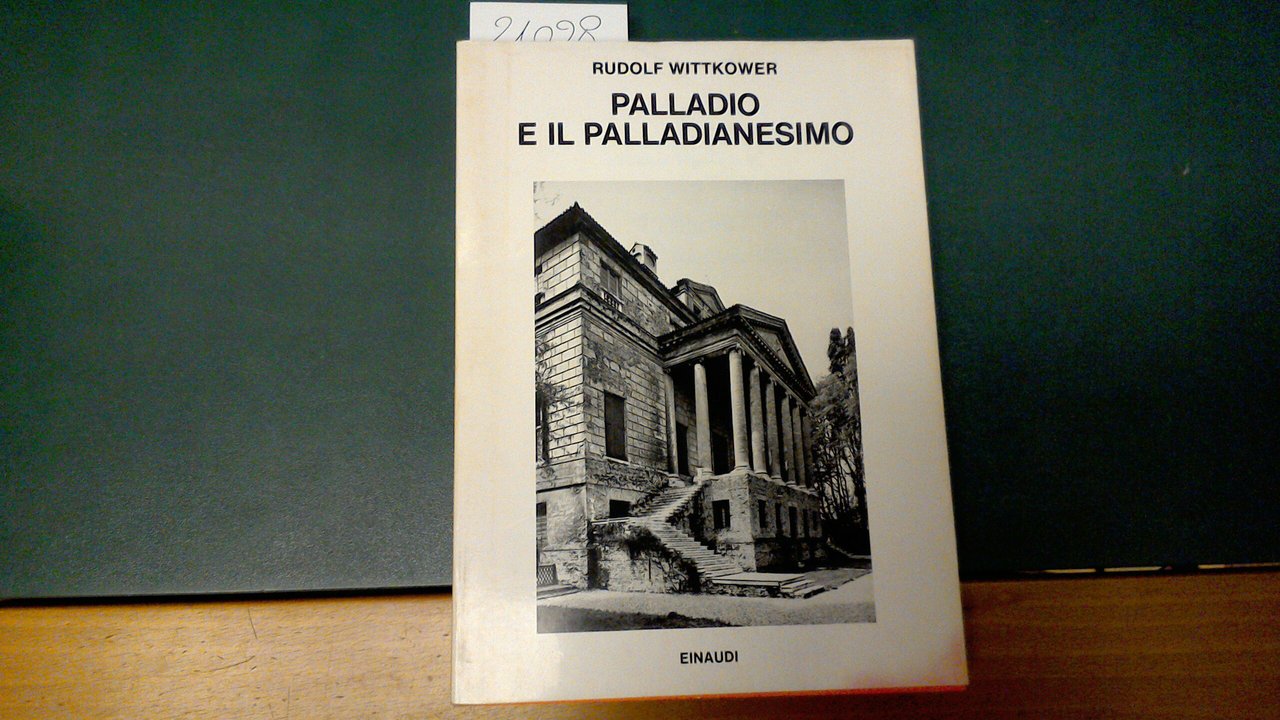 21098
RUDOLF WITTKOWER
PALLADIO
E IL PALLADIANESIMO
EINAUDI